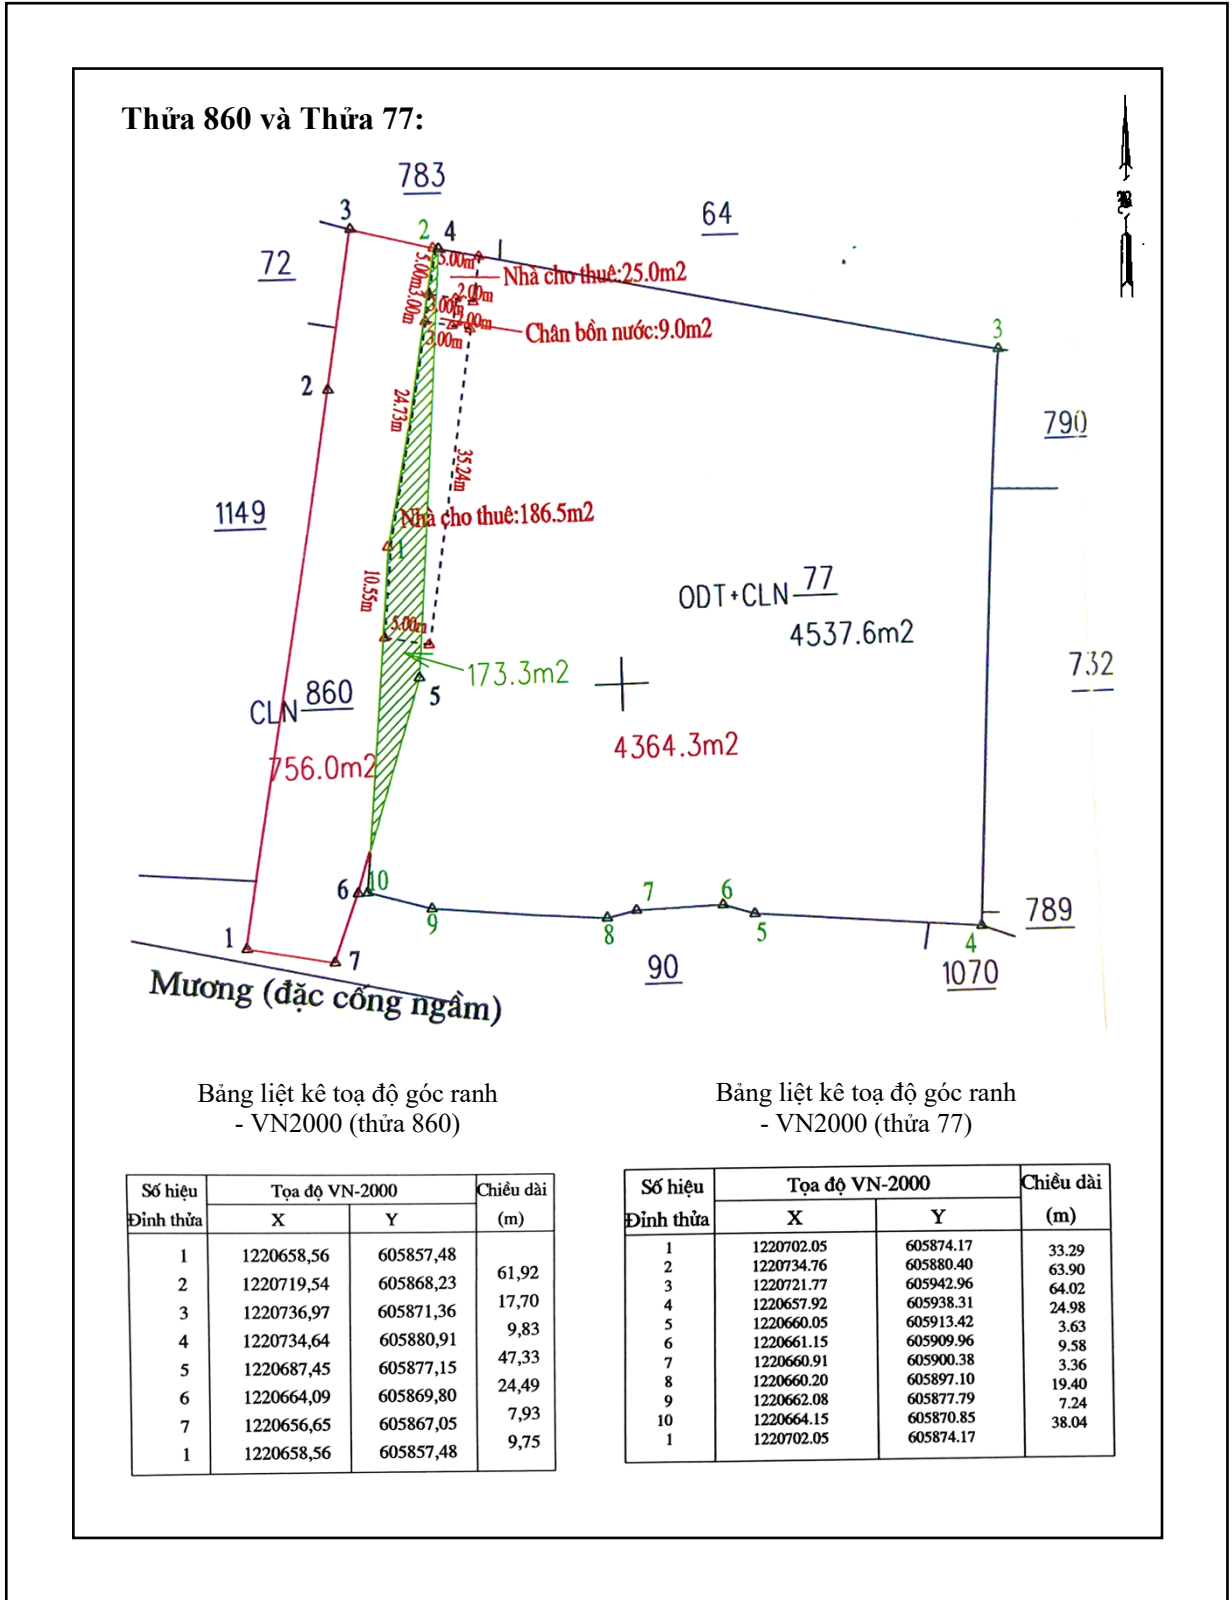 Thửa 860 và Thửa 77:
783
3
2
4
64
72
5.00m
5.00m
Nhà cho thuê:25.0m2
2.00m
3.00m
3.00m
3.00m
Chân bồn nước:9.0m2
3.00m
3
2
24.73m
790
35.24m
1149
Nhà cho thuê:186.5m2
1
10.55m
ODT+CLN 77
4537.6m2
5.00m
173.3m2
732
5
CLN 860
4364.3m2
756.0m2
6
10
7
6
9
8
5
789
1
7
4
90
1070
Mương (đặc cống ngầm)
Bảng liệt kê toạ độ góc ranh
- VN2000 (thửa 860)
Số hiệu Tọa độ VN-2000 Chiều dài
Đỉnh thửa X Y (m)
1 1220658,56 605857,48
61,92
2 1220719,54 605868,23
17,70
3 1220736,97 605871,36
9,83
4 1220734,64 605880,91
47,33
5 1220687,45 605877,15
24,49
6 1220664,09 605869,80
7,93
7 1220656,65 605867,05
9,75
1 1220658,56 605857,48
Bảng liệt kê toạ độ góc ranh
- VN2000 (thửa 77)
Số hiệu Tọa độ VN-2000 Chiều dài
Đỉnh thửa X Y (m)
1 1220702.05 605874.17
33.29
2 1220734.76 605880.40
63.90
3 1220721.77 605942.96
64.02
4 1220657.92 605938.31
24.98
5 1220660.05 605913.42
3.63
6 1220661.15 605909.96
9.58
7 1220660.91 605900.38
3.36
8 1220660.20 605897.10
19.40
9 1220662.08 605877.79
7.24
10 1220664.15 605870.85
38.04
1 1220702.05 605874.17